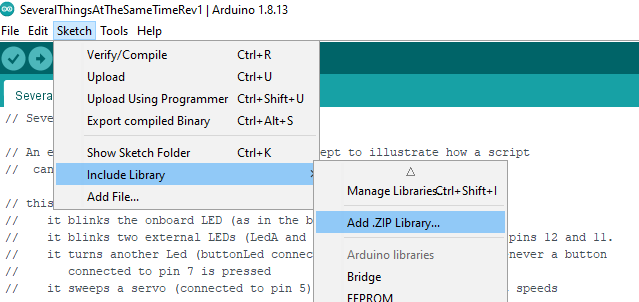 SeveralThingsAtTheSameTimeRev1 | Arduino 1.8.13
File Edit Sketch Tools Help
Verify/Compile Ctrl+R
Upload Ctrl+U
Upload Using Programmer Ctrl+Shift+U
Export compiled Binary Ctrl+Alt+S
Show Sketch Folder Ctrl+K
Include Library
Add File...
Manage Libraries Ctrl+Shift+I
Add .ZIP Library...
Arduino libraries
Bridge
EEPROM
Severa
// Seve
// An e ept to illustrate how a script
// can
// this
// it blinks the onboard LED (as in the b
// it blinks two external LEDs (LedA and pins 12 and 11.
// it turns another Led (buttonLed connec never a button
// connected to pin 7 is pressed
// it sweeps a servo (connected to pin 5) speeds